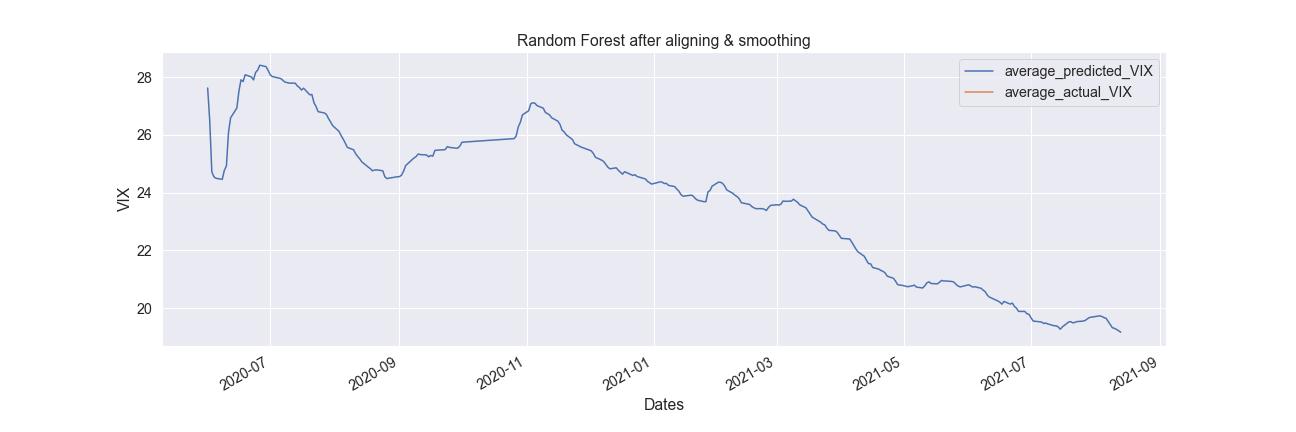 Random Forest after aligning & smoothing
average_predicted_VIX
average_actual_VIX
28
26
24
22
20
VIX
2020-07
2020-09
2020-11
2021-01
2021-03
2021-05
2021-07
2021-09
Dates